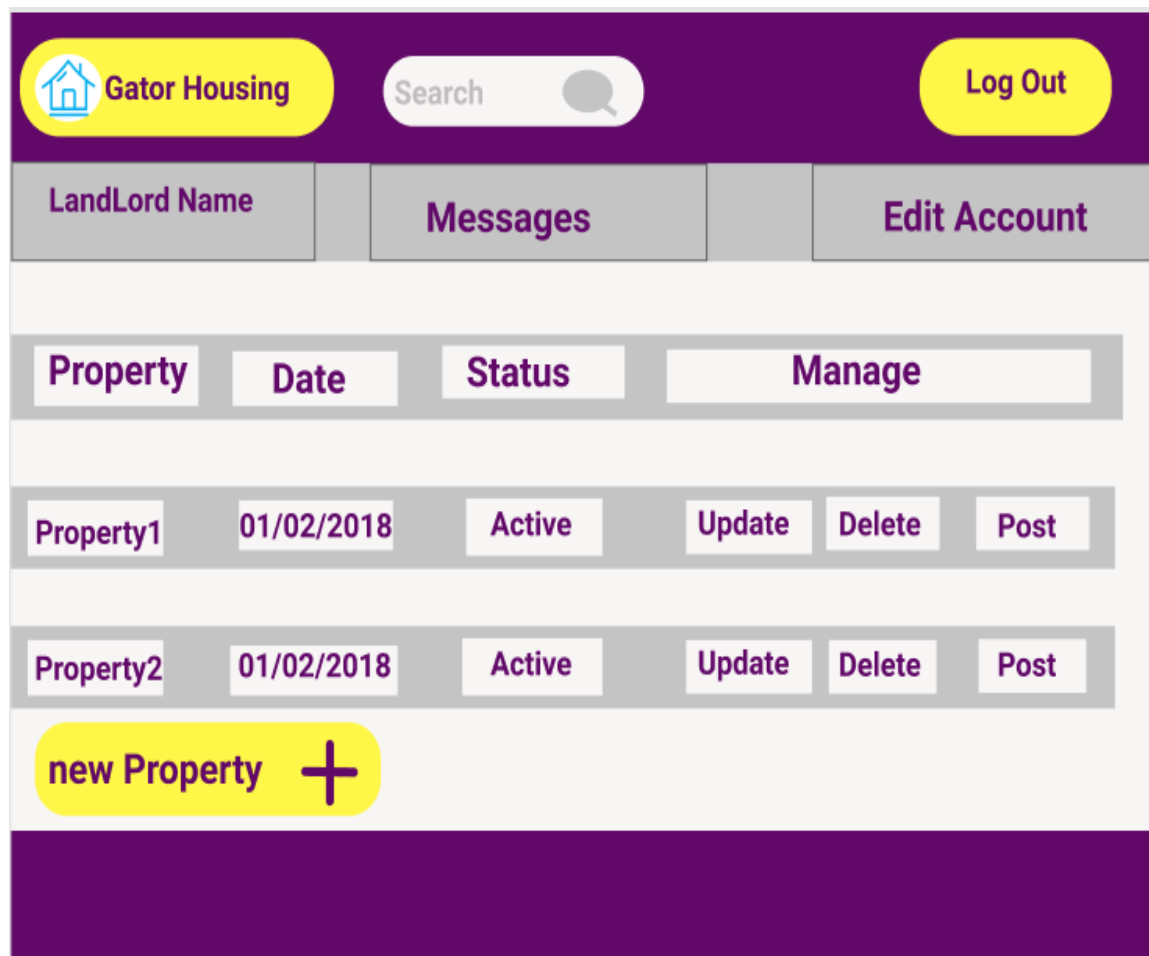 Gator Housing Search Log Out
LandLord Name Messages Edit Account
Property Date Status Manage
Property1 01/02/2018 Active Update Delete Post
Property2 01/02/2018 Active Update Delete Post
new Property +